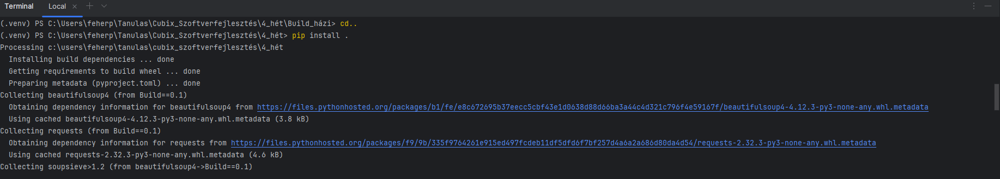 Terminal Local
(.venv) PS C:\Users\feherp\Tanulas\Cubix_Szoftverfejlesztés\4_hét\Build_házi> cd..
(.venv) PS C:\Users\feherp\Tanulas\Cubix_Szoftverfejlesztés\4_hét> pip install .
Processing c:\users\feherp\tanulas\cubix_szoftverfejlesztés\4_hét
  Installing build dependencies ... done
  Getting requirements to build wheel ... done
  Preparing metadata (pyproject.toml) ... done
Collecting beautifulsoup4 (from Build==0.1)
  Obtaining dependency information for beautifulsoup4 from https://files.pythonhosted.org/packages/b1/fe/e8c672695b37eecc5cbf43e1d0638d88d66ba3a44c4d321c796f4e59167f/beautifulsoup4-4.12.3-py3-none-any.whl.metadata
  Using cached beautifulsoup4-4.12.3-py3-none-any.whl.metadata (3.8 kB)
Collecting requests (from Build==0.1)
  Obtaining dependency information for requests from https://files.pythonhosted.org/packages/f9/9b/335f9764261e915ed497fcdeb11df5dfd6f7bf257d4a6a2a686d80da4d54/requests-2.32.3-py3-none-any.whl.metadata
  Using cached requests-2.32.3-py3-none-any.whl.metadata (4.6 kB)
Collecting soupsieve>1.2 (from beautifulsoup4->Build==0.1)